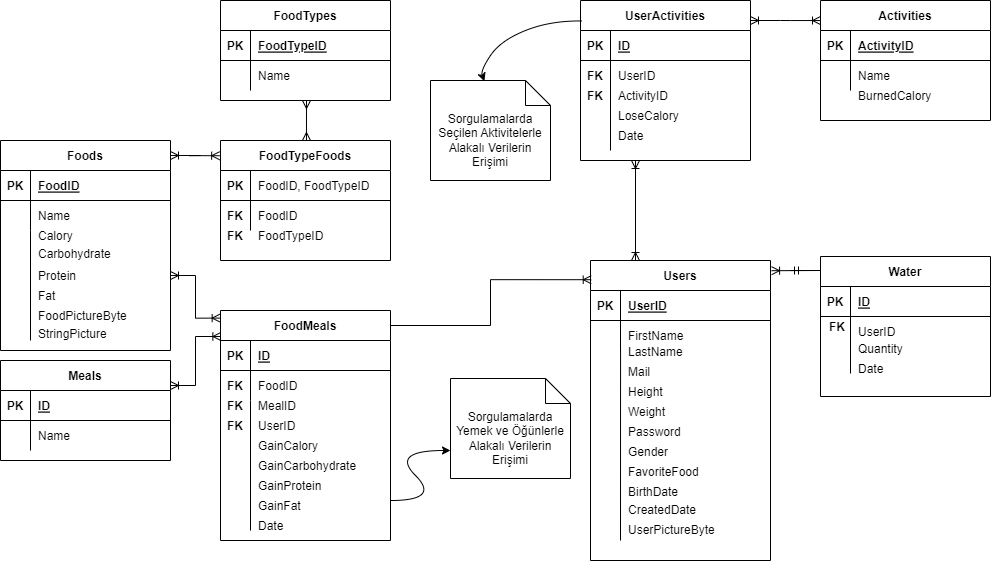 FoodTypes
PK FoodTypeID
Name
UserActivities
PK ID
FK UserID
FK ActivityID
LoseCalory
Date
Activities
PK ActivityID
Name
BurnedCalory
Sorgulamalarda
Seçilen Aktivitelerle
Alakalı Verilerin
Erişimi
Foods
PK FoodID
Name
Calory
Carbohydrate
Protein
Fat
FoodPictureByte
StringPicture
FoodTypeFoods
PK FoodID, FoodTypeID
FK FoodID
FK FoodTypeID
Users
PK UserID
FirstName
LastName
Mail
Height
Weight
Password
Gender
FavoriteFood
BirthDate
CreatedDate
UserPictureByte
Water
PK ID
FK UserID
Quantity
Date
FoodMeals
PK ID
FK FoodID
FK MealID
FK UserID
GainCalory
GainCarbohydrate
GainProtein
GainFat
Date
Meals
PK ID
Name
Sorgulamalarda
Yemek ve Öğünlerle
Alakalı Verilerin
Erişimi